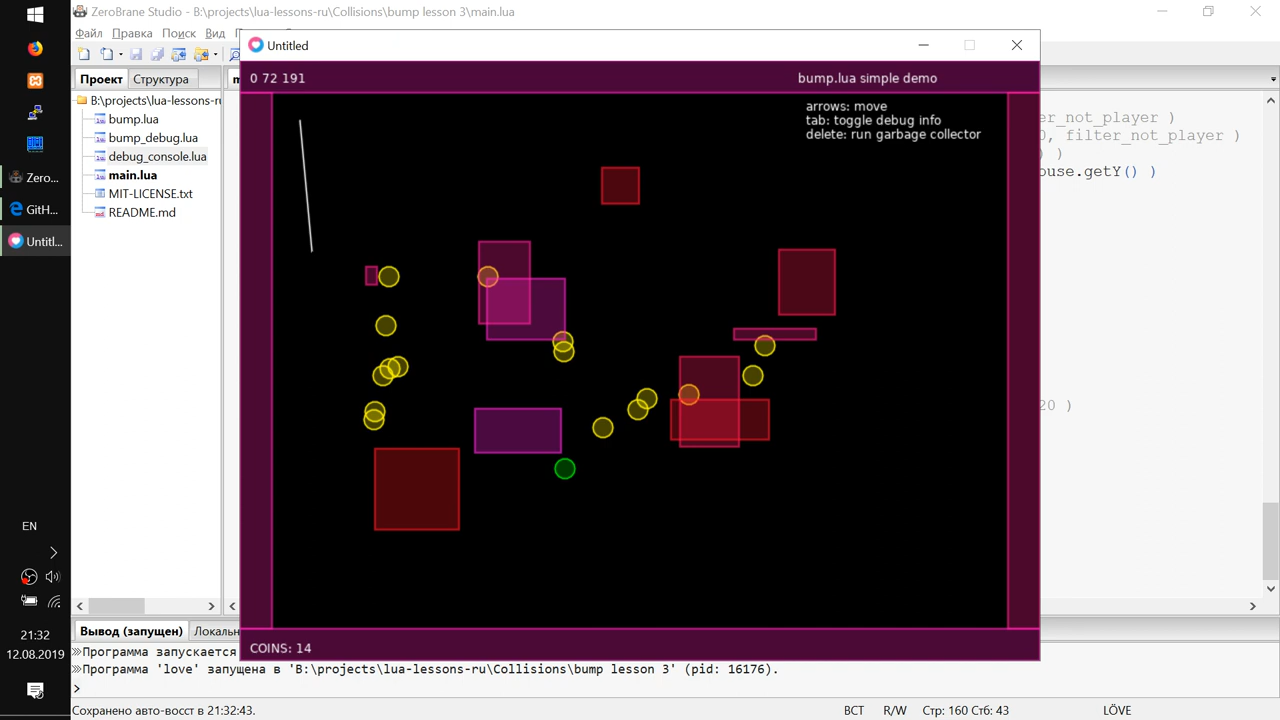 ZeroBrane Studio - B:\projects\lua-lessons-ru\Collisions\bump lesson 3\main.lua
Файл Правка Поиск Вид
Untitled
Проект Структура
0 72 191
bump.lua simple demo
B:\projects\lua-lessons-ru
bump.lua
bump_debug.lua
debug_console.lua
main.lua
MIT-LICENSE.txt
README.md
arrows: move
tab: toggle debug info
delete: run garbage collector
er_not_player )
0, filter_not_player )
) )
ouse.getY() )
20 )
Zero...
GitH...
Untitl...
EN
21:32
12.08.2019
COINS: 14
Вывод (запущен)
Программа запускается
Программа 'love' запущена в 'B:\projects\lua-lessons-ru\Collisions\bump lesson 3' (pid: 16176).
Сохранено авто-восст в 21:32:43.
ВСТ
R/W
Стр: 160 Стб: 43
LÖVE